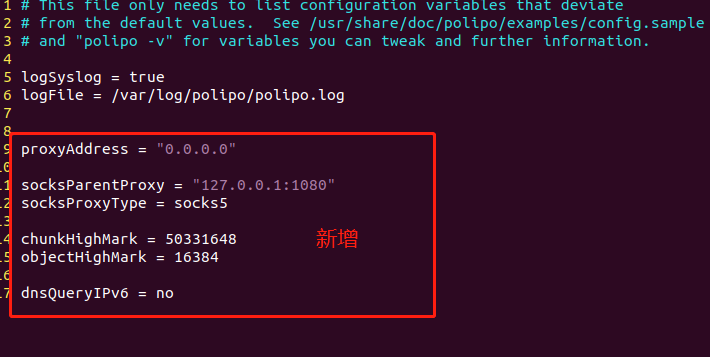 1 # This file only needs to list configuration variables that deviate
2 # from the default values.  See /usr/share/doc/polipo/examples/config.sample
3 # and "polipo -v" for variables you can tweak and further information.
4
5 logSyslog = true
6 logFile = /var/log/polipo/polipo.log
7
8
9 proxyAddress = "0.0.0.0"
10
11 socksParentProxy = "127.0.0.1:1080"
12 socksProxyType = socks5
13
14 chunkHighMark = 50331648 新增
15 objectHighMark = 16384
16
17 dnsQueryIPv6 = no